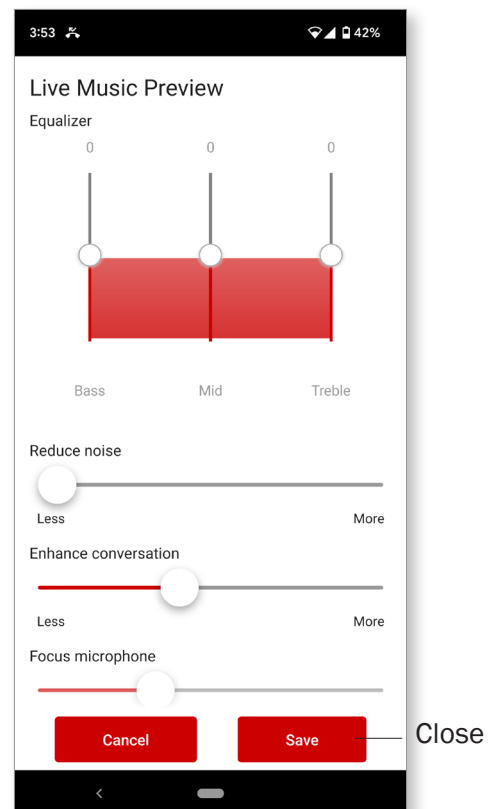 3:53 42%
Live Music Preview
Equalizer
0 0 0
Bass Mid Treble
Reduce noise
Less More
Enhance conversation
Less More
Focus microphone
Cancel Save Close